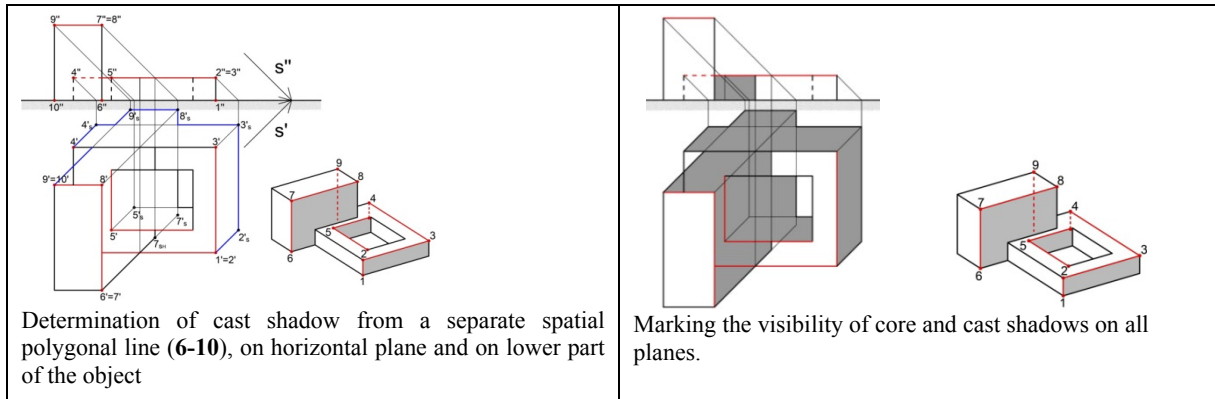 9" 7"=8"
4" 5" 2"=3" s"
10" 6" 1"
4's 9's 8's 3's s'
4' 3'
9'=10' 8'
5's 7's
5' 7SH 2's
1'=2'
6'=7'
9
8
7
4
5
3
2
6
1
Determination of cast shadow from a separate spatial
polygonal line (6-10), on horizontal plane and on lower part
of the object
9
8
7
4
5
3
2
6
1
Marking the visibility of core and cast shadows on all
planes.